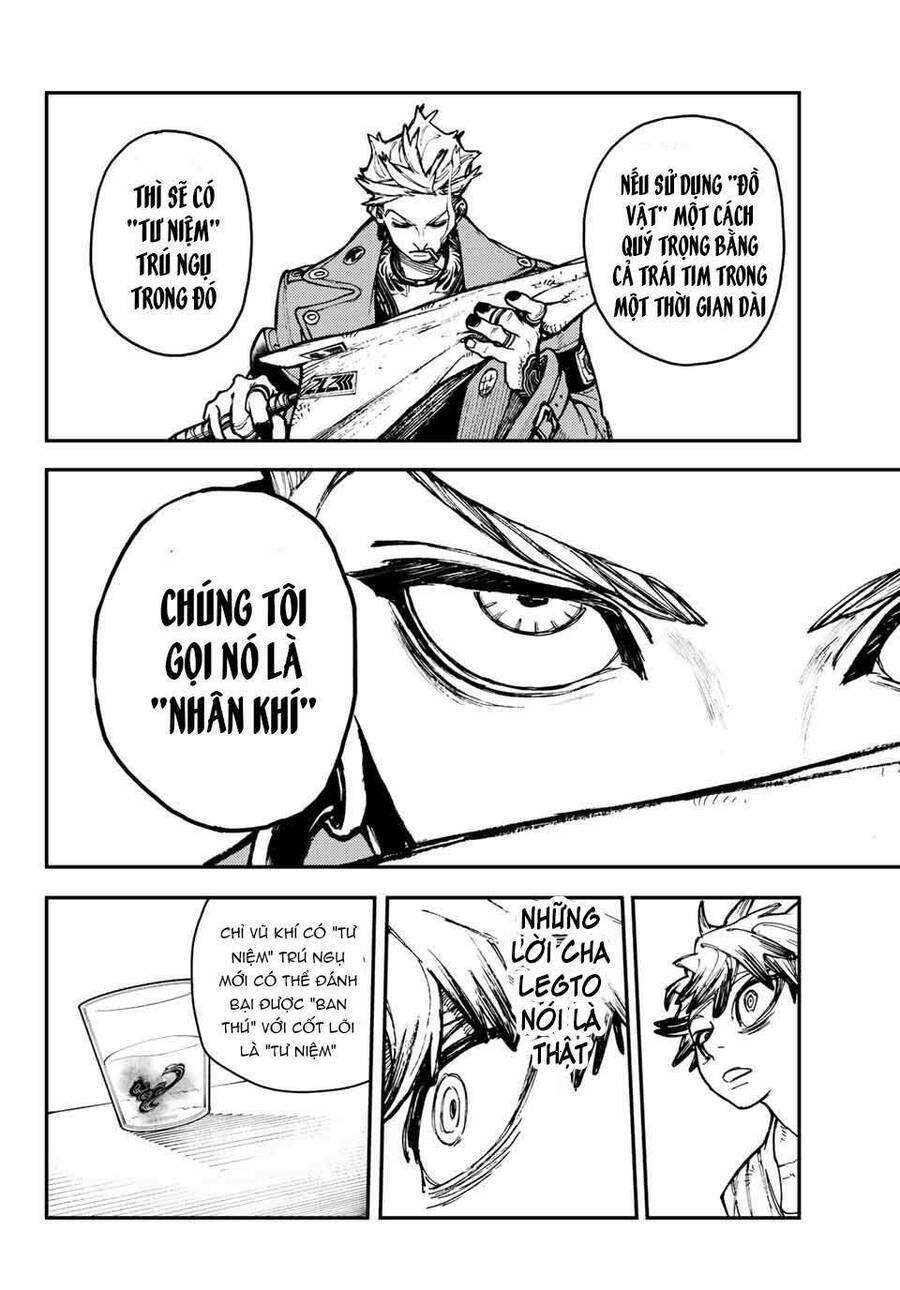 NẾU SỬ DỤNG "ĐỒ
VẬT" MỘT CÁCH
QUÝ TRỌNG BẰNG
CẢ TRÁI TIM TRONG
MỘT THỜI GIAN DÀI
THÌ SẼ CÓ
"TƯ NIỆM"
TRÚ NGỤ
TRONG ĐÓ
CHÚNG TÔI
GỌI NÓ LÀ
"NHÂN KHÍ"
NHỮNG
LỜI CHA
LEGTO
NÓI LÀ
THẬT
CHỈ VŨ KHÍ CÓ "TƯ
NIỆM" TRÚ NGỤ
MỚI CÓ THỂ ĐÁNH
BẠI ĐƯỢC "BAN
THÚ" VỚI CỐT LÕI
LÀ "TƯ NIỆM"